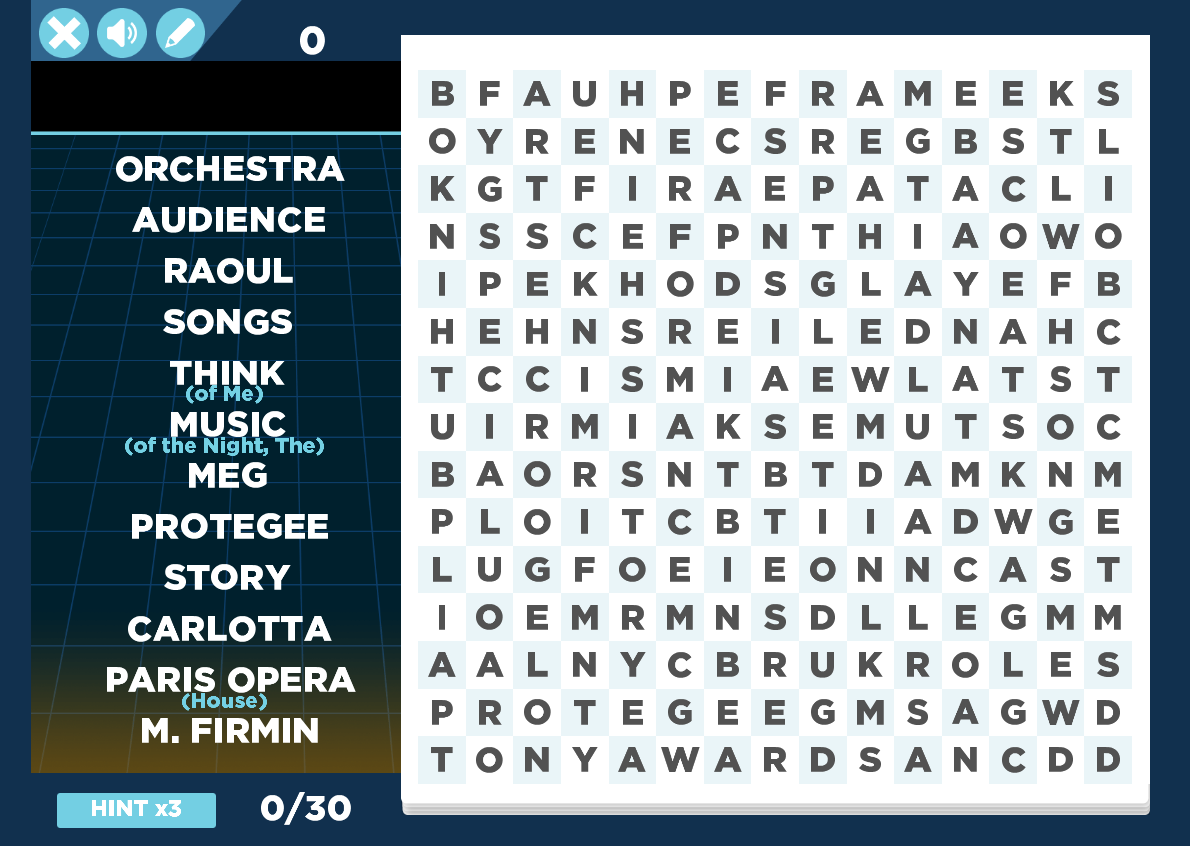 0
ORCHESTRA
AUDIENCE
RAOUL
SONGS
THINK
(of Me)
MUSIC
(of the Night, The)
MEG
PROTEGEE
STORY
CARLOTTA
PARIS OPERA
(House)
M. FIRMIN
HINT x3
0/30
B F A U H P E F R A M E E K S
O Y R E N E C S R E G B S T L
K G T F I R A E P A T A C L I
N S S C E F P N T H I A O W O
I P E K H O D S G L A Y E F B
H E H N S R E I L E D N A H C
T C C I S M I A E W L A T S T
U I R M I A K S E M U T S O C
B A O R S N T B T D A M K N M
P L O I T C B T I I A D W G E
L U G F O E I E O N N C A S T
I O E M R M N S D L L E G M M
A A L N Y C B R U K R O L E S
P R O T E G E E G M S A G W D
T O N Y A W A R D S A N C D D